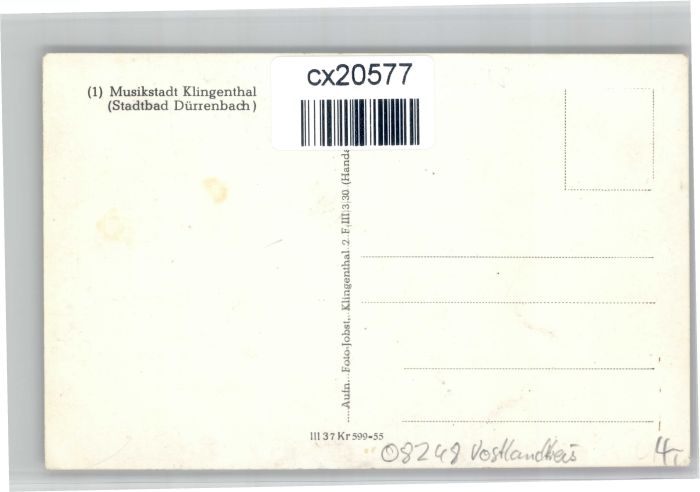 (1) Musikstadt Klingenthal
(Stadtbad Dürrenbach)
cx20577
Aufn. Foto-Jobst, Klingenthal 2 F III 3 30 (Handa
III 37 Kr 599-55
08248 Vogtlandkreis 4,-